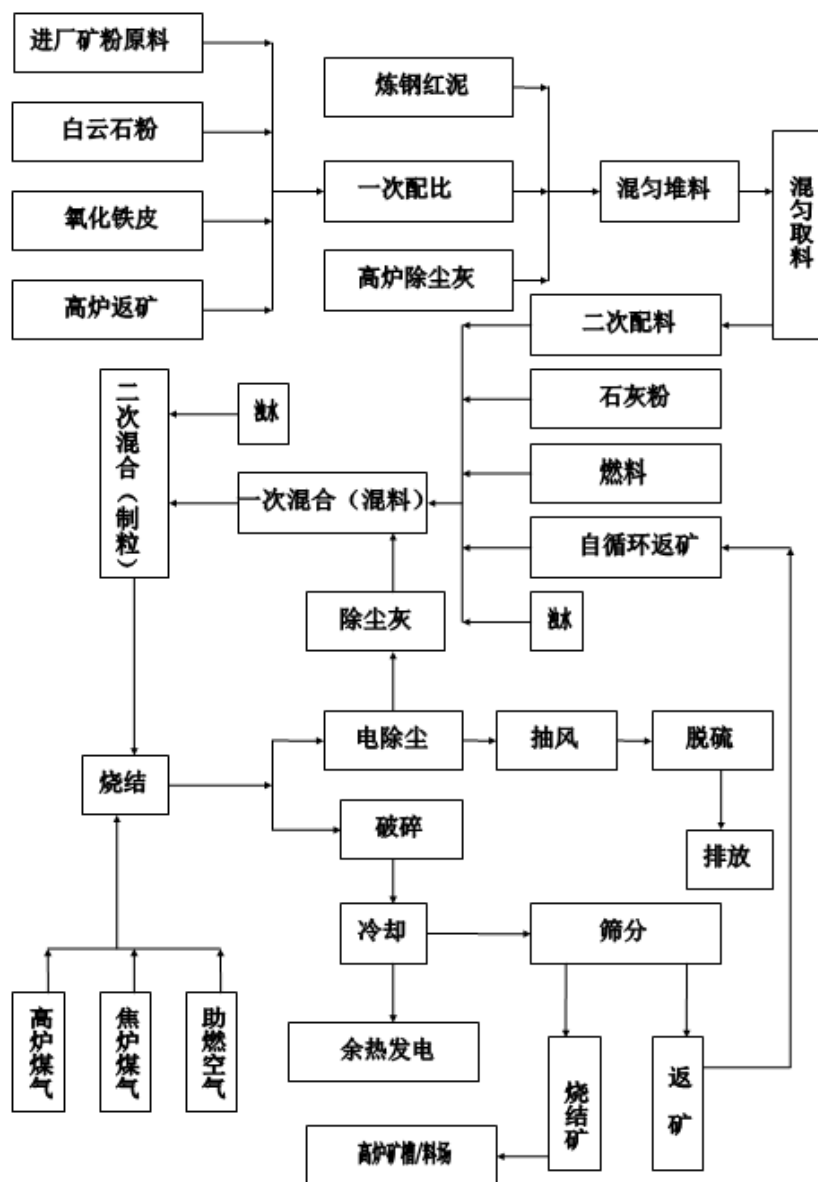 进厂矿粉原料
炼钢红泥
白云石粉
一次配比
混匀堆料
混匀取料
氧化铁皮
高炉除尘灰
高炉返矿
二次配料
二次混合（制粒）
石灰粉
一次混合（混料）
燃料
自循环返矿
除尘灰
电除尘
抽风
脱硫
烧结
破碎
排放
冷却
筛分
高炉煤气
焦炉煤气
助燃空气
余热发电
烧结矿
返矿
高炉矿槽/料场